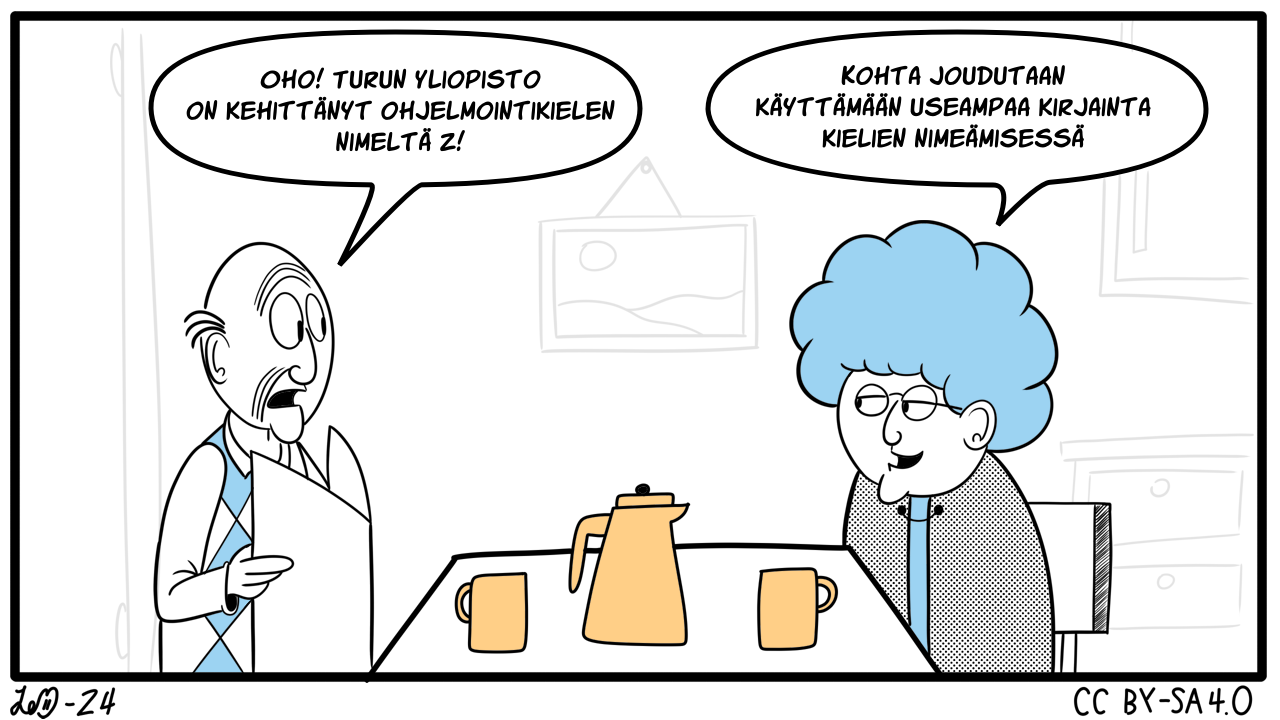 OHO! TURUN YLIOPISTO
ON KEHITTÄNYT OHJELMOINTIKIELEN
NIMELTÄ Z!
KOHTA JOUDUTAAN
KÄYTTÄMÄÄN USEAMPAA KIRJAINTA
KIELIEN NIMEÄMISESSÄ
-24
CC BY-SA 4.0